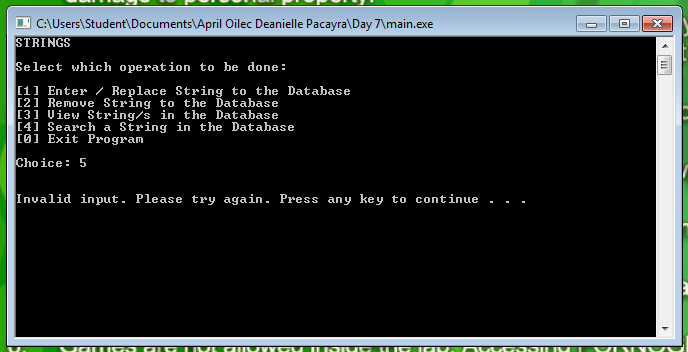 damage to personal property.
C:\Users\Student\Documents\April Oilec Deanielle Pacayra\Day 7\main.exe
STRINGS
Select which operation to be done:
[1] Enter / Replace String to the Database
[2] Remove String to the Database
[3] View String/s in the Database
[4] Search a String in the Database
[0] Exit Program
Choice: 5
Invalid input. Please try again. Press any key to continue . . .
Games are not allowed inside the lab. Accessing